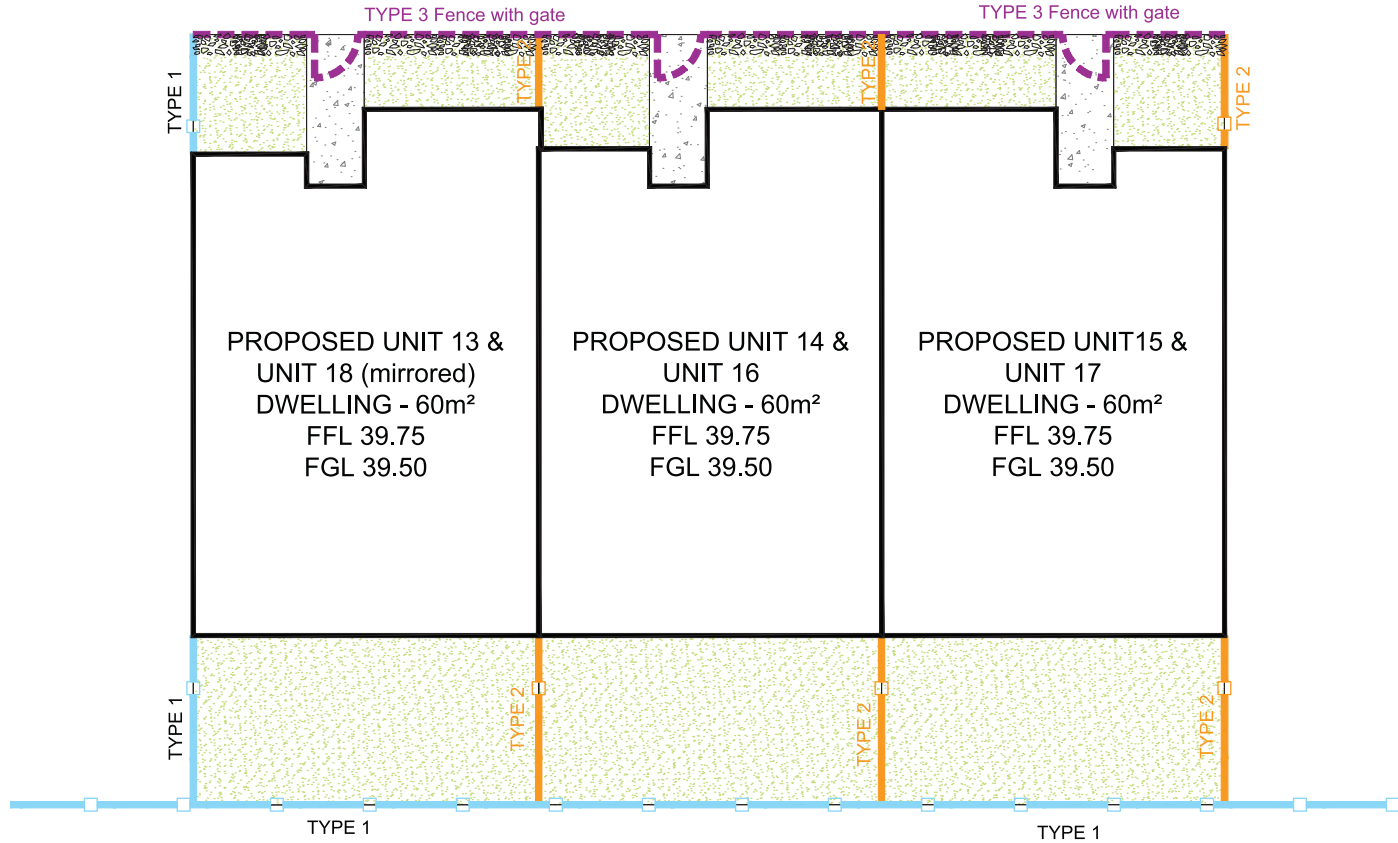 TYPE 3 Fence with gate
TYPE 3 Fence with gate
TYPE 1
TYPE 2
TYPE 2
TYPE 2
PROPOSED UNIT 13 &
UNIT 18 (mirrored)
DWELLING - 60m²
FFL 39.75
FGL 39.50
PROPOSED UNIT 14 &
UNIT 16
DWELLING - 60m²
FFL 39.75
FGL 39.50
PROPOSED UNIT15 &
UNIT 17
DWELLING - 60m²
FFL 39.75
FGL 39.50
TYPE 1
TYPE 2
TYPE 2
TYPE 2
TYPE 1
TYPE 1